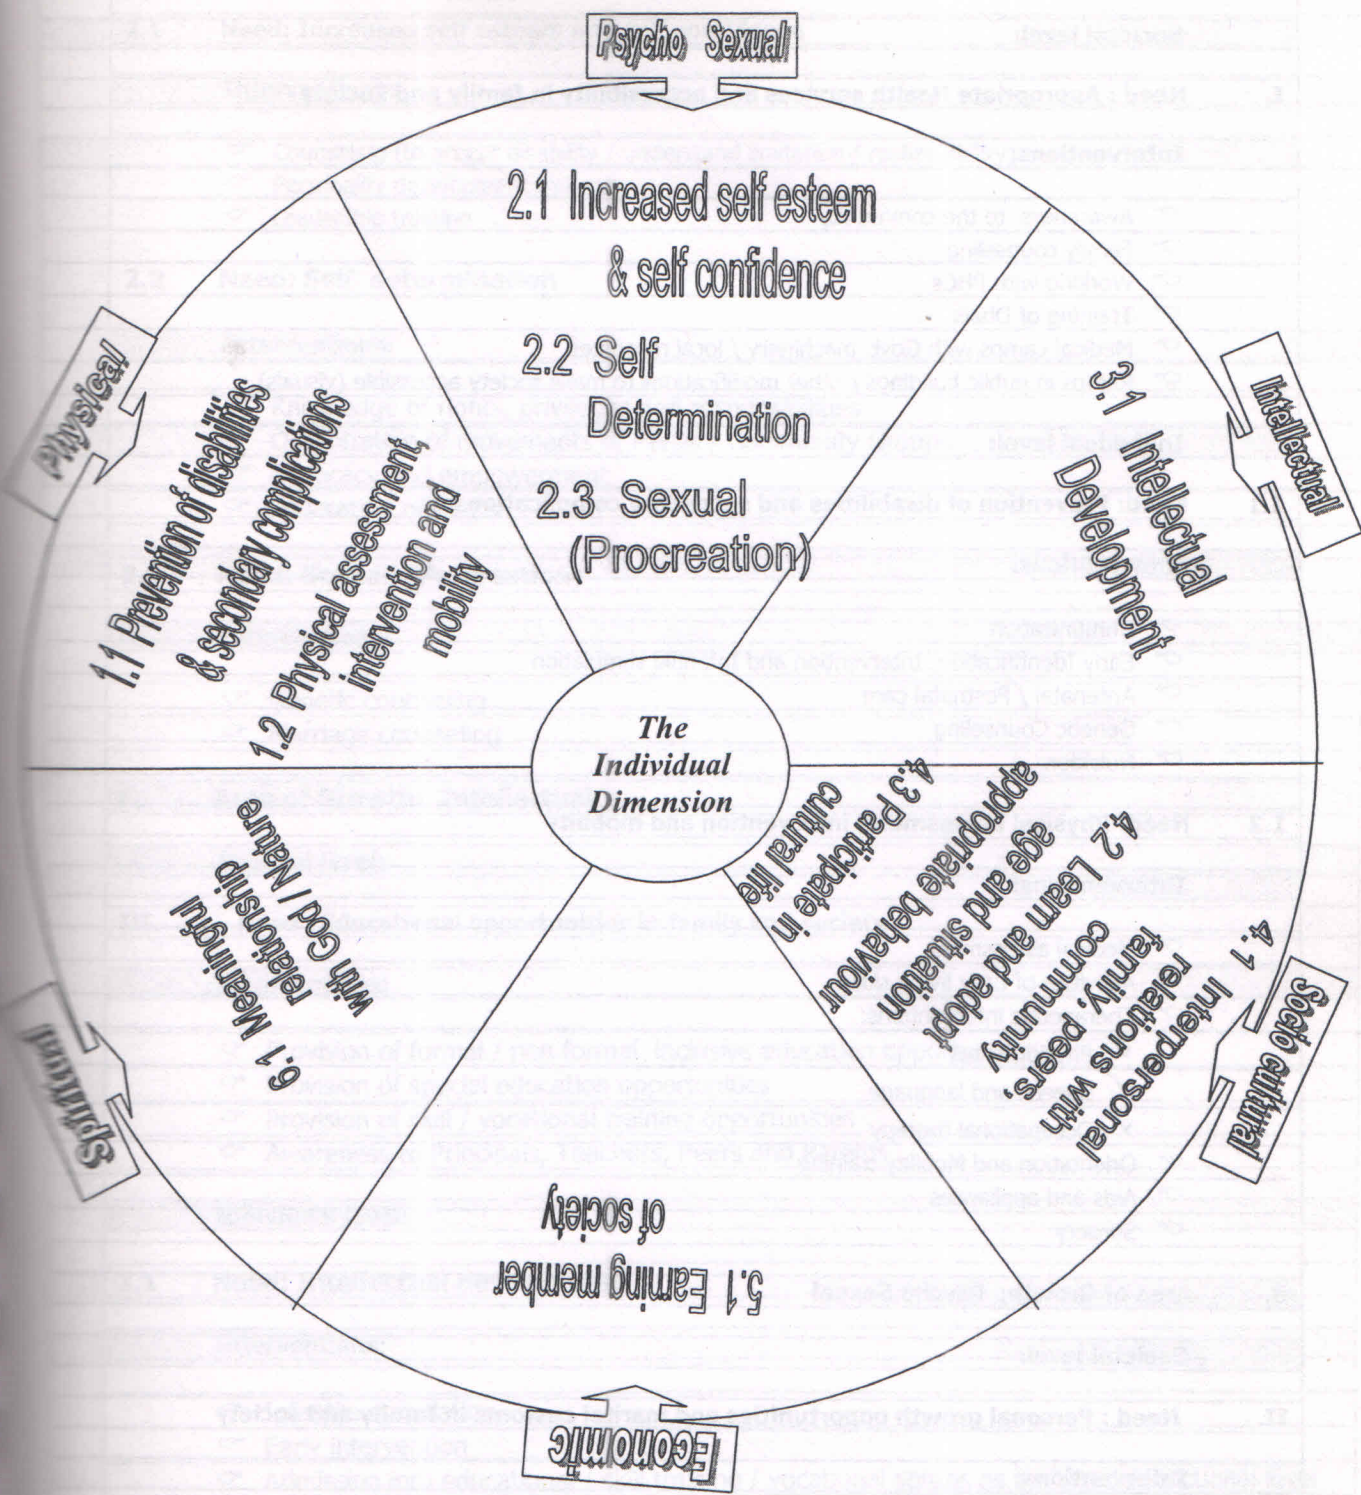 Psycho Sexual
2.1 Increased self esteem
& self confidence
2.2 Self
Determination
2.3 Sexual
(Procreation)
Intellectual
3.1 Intellectual
Development
Socio cultural
4.1 Interpersonal
relations with
family, peers
community
4.2 Learn and adopt
age and situation
appropriate behaviour
4.3 Participate in
cultural life
Economic
5.1 Earning member
of society
Spiritual
6.1 Meaningful
relationship
with God / Nature
Physical
1.1 Prevention of disabilities
& secondary complications
1.2 Physical assessment,
intervention and
mobility
The
Individual
Dimension